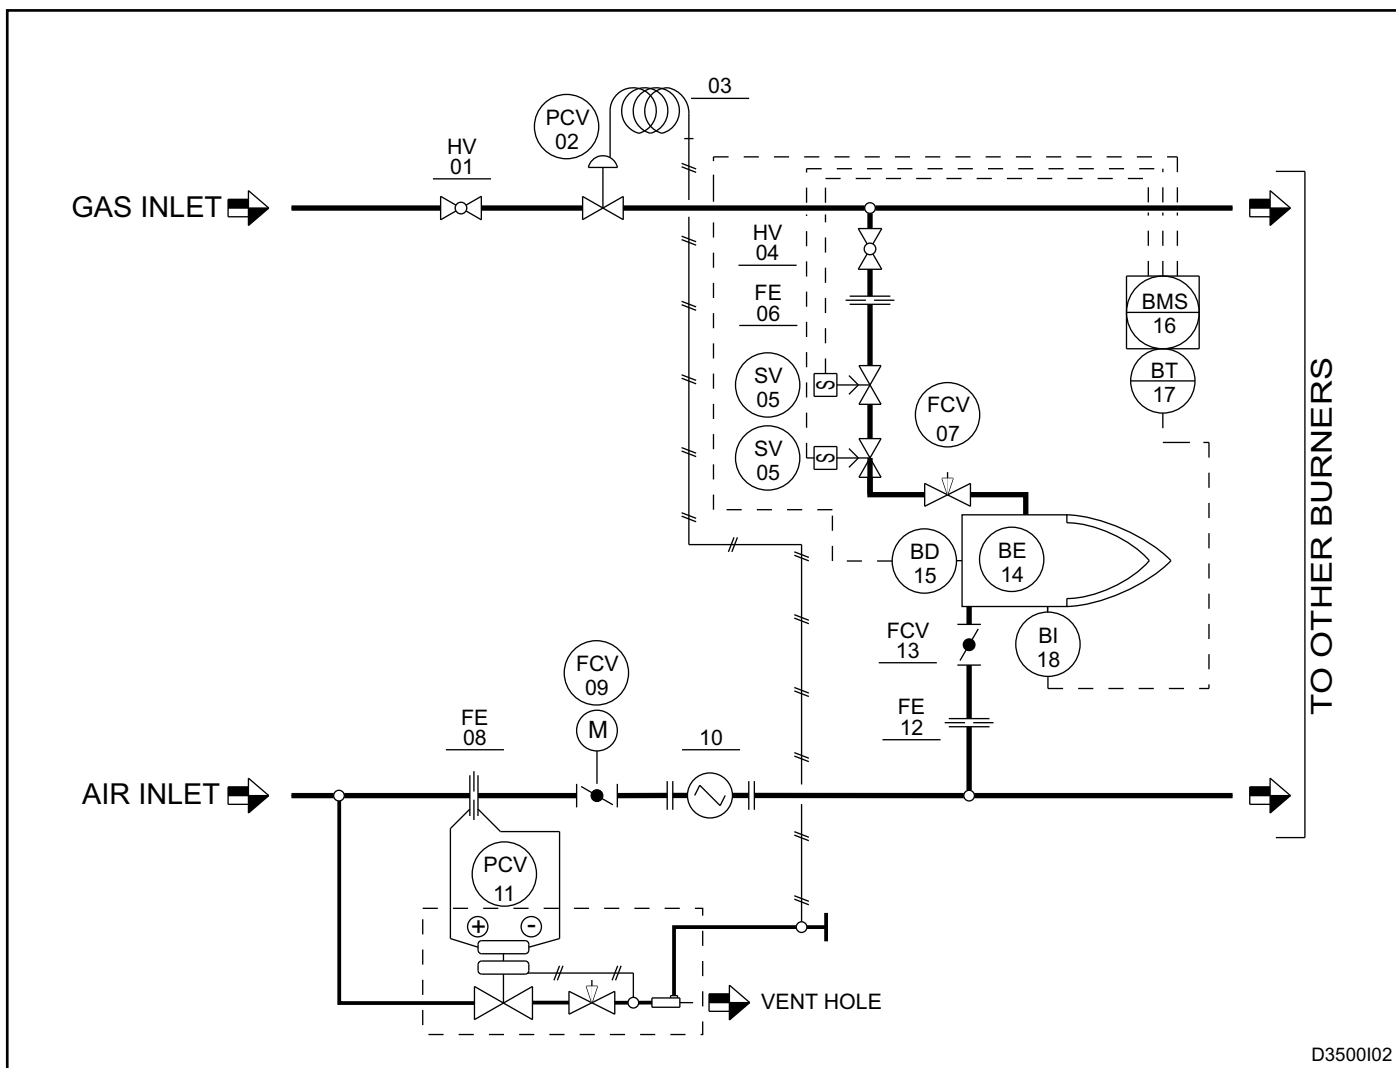 03
PCV
02
HV
01
GAS INLET
HV
04
FE
06
BMS
16
BT
17
SV
05
S
FCV
07
SV
05
S
TO OTHER BURNERS
BD
15
BE
14
FCV
13
BI
18
FCV
09
M
FE
08
10
FE
12
AIR INLET
PCV
11
+
-
VENT HOLE
D3500I02